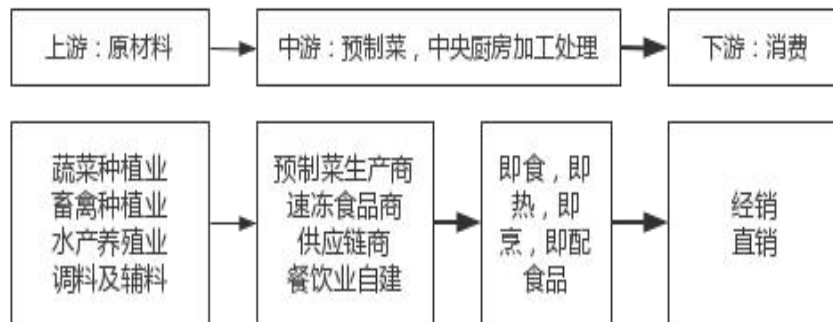 上游：原材料
中游：预制菜，中央厨房加工处理
下游：消费
蔬菜种植业
畜禽种植业
水产养殖业
调料及辅料
预制菜生产商
速冻食品商
供应链商
餐饮业自建
即食，即
热，即
烹，即配
食品
经销
直销